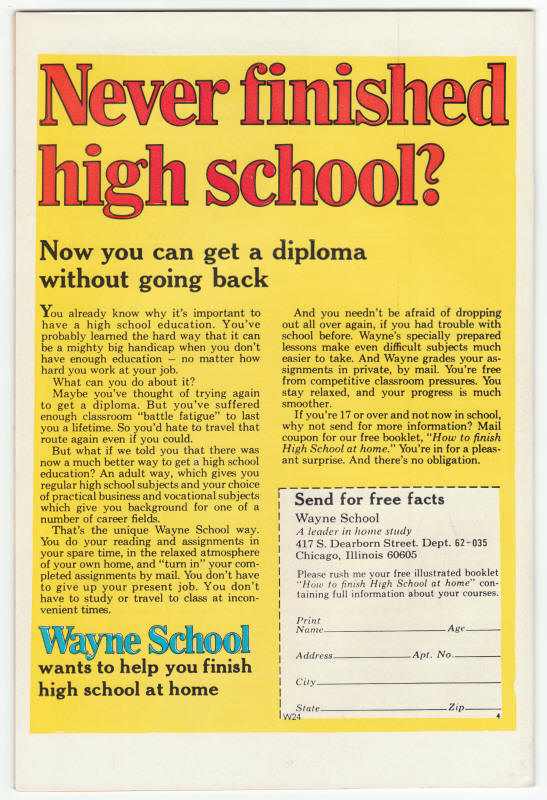 Never finished
high school?
Now you can get a diploma
without going back
You already know why it's important to
have a high school education. You've
probably learned the hard way that it can
be a mighty big handicap when you don't
have enough education — no matter how
hard you work at your job.
What can you do about it?
Maybe you've thought of trying again
to get a diploma. But you've suffered
enough classroom "battle fatigue" to last
you a lifetime. So you'd hate to travel that
route again even if you could.
But what if we told you that there was
now a much better way to get a high school
education? An adult way, which gives you
regular high school subjects and your choice
of practical business and vocational subjects
which give you background for one of a
number of career fields.
That's the unique Wayne School way.
You do your reading and assignments in
your spare time, in the relaxed atmosphere
of your own home, and "turn in" your com-
pleted assignments by mail. You don't have
to give up your present job. You don't
have to study or travel to class at incon-
venient times.
Wayne School
wants to help you finish
high school at home
And you needn't be afraid of dropping
out all over again, if you had trouble with
school before. Wayne's specially prepared
lessons make even difficult subjects much
easier to take. And Wayne grades your as-
signments in private, by mail. You're free
from competitive classroom pressures. You
stay relaxed, and your progress is much
smoother.
If you're 17 or over and not now in school,
why not send for more information? Mail
coupon for our free booklet, "How to finish
High School at home." You're in for a pleas-
ant surprise. And there's no obligation.
Send for free facts
Wayne School
A leader in home study
417 S. Dearborn Street. Dept. 62-035
Chicago, Illinois 60605
Please rush me your free illustrated booklet
"How to finish High School at home" con-
taining full information about your courses.
Print
Name Age
Address Apt. No.
City
State Zip
W24 4